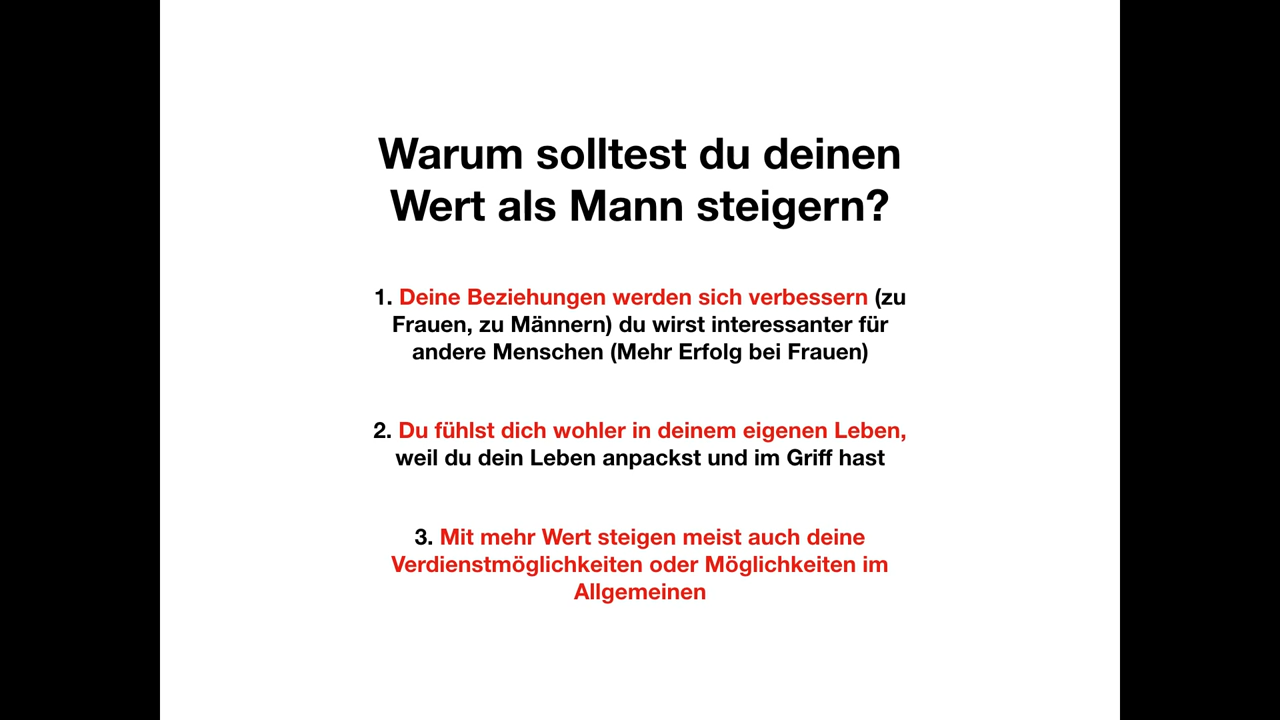 Warum solltest du deinen
Wert als Mann steigern?
1. Deine Beziehungen werden sich verbessern (zu
Frauen, zu Männern) du wirst interessanter für
andere Menschen (Mehr Erfolg bei Frauen)
2. Du fühlst dich wohler in deinem eigenen Leben,
weil du dein Leben anpackst und im Griff hast
3. Mit mehr Wert steigen meist auch deine
Verdienstmöglichkeiten oder Möglichkeiten im
Allgemeinen